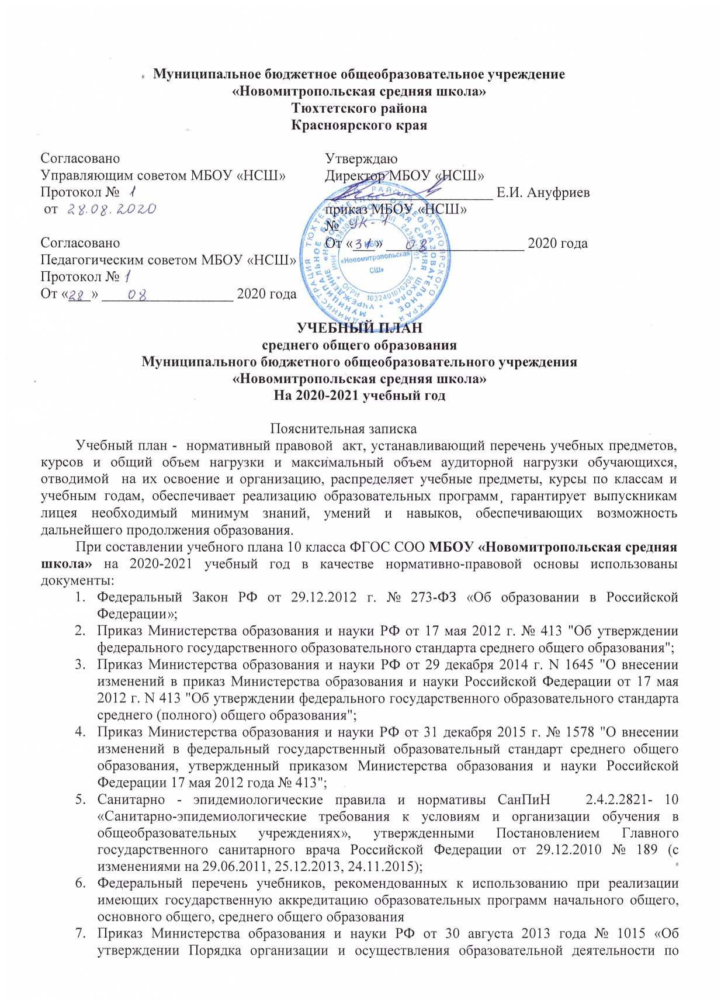 Муниципальное бюджетное общеобразовательное учреждение
«Новомитропольская средняя школа»
Тюхтетского района
Красноярского края
Согласовано
Управляющим советом МБОУ «НСШ»
Протокол № 1
от 28.08.2020
Согласовано
Педагогическим советом МБОУ «НСШ»
Протокол № 1
От «28» 08 2020 года
Утверждаю
Директор МБОУ «НСШ»
Е.И. Ануфриев
приказ МБОУ «НСШ»
№ УК-1
От «31» 08 2020 года
МБОУ
«Новомитропольская
СШ»
ОГРН 1032401070206
УЧЕБНЫЙ ПЛАН
среднего общего образования
Муниципального бюджетного общеобразовательного учреждения
«Новомитропольская средняя школа»
На 2020-2021 учебный год
Пояснительная записка
Учебный план - нормативный правовой акт, устанавливающий перечень учебных предметов,
курсов и общий объем нагрузки и максимальный объем аудиторной нагрузки обучающихся,
отводимой на их освоение и организацию, распределяет учебные предметы, курсы по классам и
учебным годам, обеспечивает реализацию образовательных программ, гарантирует выпускникам
лицея необходимый минимум знаний, умений и навыков, обеспечивающих возможность
дальнейшего продолжения образования.
При составлении учебного плана 10 класса ФГОС СОО МБОУ «Новомитропольская средняя
школа» на 2020-2021 учебный год в качестве нормативно-правовой основы использованы
документы:
1. Федеральный Закон РФ от 29.12.2012 г. № 273-ФЗ «Об образовании в Российской
Федерации»;
2. Приказ Министерства образования и науки РФ от 17 мая 2012 г. № 413 "Об утверждении
федерального государственного образовательного стандарта среднего общего образования";
3. Приказ Министерства образования и науки РФ от 29 декабря 2014 г. N 1645 "О внесении
изменений в приказ Министерства образования и науки Российской Федерации от 17 мая
2012 г. N 413 "Об утверждении федерального государственного образовательного стандарта
среднего (полного) общего образования";
4. Приказ Министерства образования и науки РФ от 31 декабря 2015 г. № 1578 "О внесении
изменений в федеральный государственный образовательный стандарт среднего общего
образования, утвержденный приказом Министерства образования и науки Российской
Федерации 17 мая 2012 года № 413";
5. Санитарно - эпидемиологические правила и нормативы СанПиН 2.4.2.2821- 10
«Санитарно-эпидемиологические требования к условиям и организации обучения в
общеобразовательных учреждениях», утвержденными Постановлением Главного
государственного санитарного врача Российской Федерации от 29.12.2010 № 189 (с
изменениями на 29.06.2011, 25.12.2013, 24.11.2015);
6. Федеральный перечень учебников, рекомендованных к использованию при реализации
имеющих государственную аккредитацию образовательных программ начального общего,
основного общего, среднего общего образования
7. Приказ Министерства образования и науки РФ от 30 августа 2013 года № 1015 «Об
утверждении Порядка организации и осуществления образовательной деятельности по